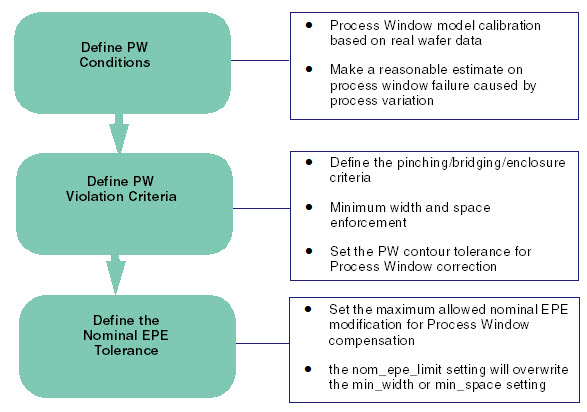 Define PW
Conditions
● Process Window model calibration
based on real wafer data
● Make a reasonable estimate on
process window failure caused by
process variation
Define PW
Violation Criteria
● Define the pinching/bridging/enclosure
criteria
● Minimum width and space
enforcement
● Set the PW contour tolerance for
Process Window correction
Define the
Nominal EPE
Tolerance
● Set the maximum allowed nominal EPE
modification for Process Window
compensation
● the nom_epe_limit setting will overwrite
the min_width or min_space setting